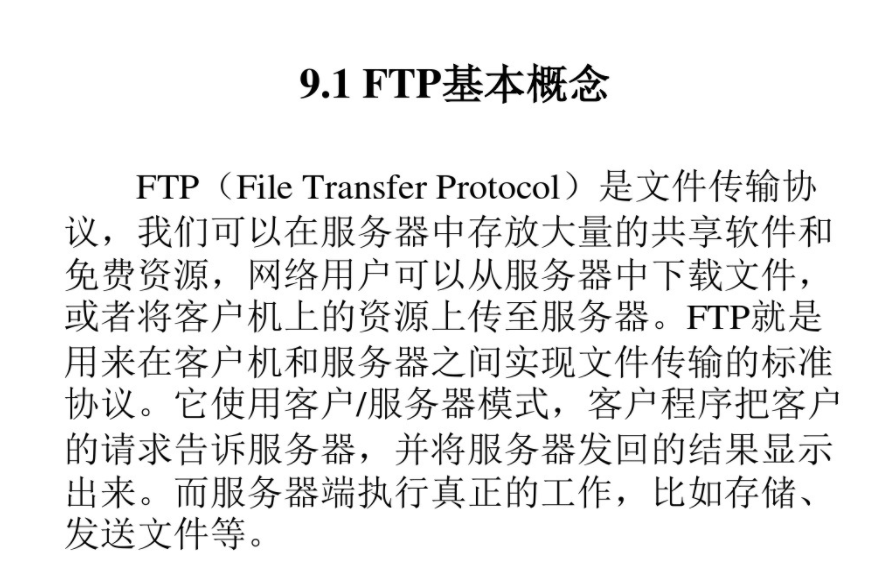 9.1 FTP基本概念
FTP（File Transfer Protocol）是文件传输协
议，我们可以在服务器中存放大量的共享软件和
免费资源，网络用户可以从服务器中下载文件，
或者将客户机上的资源上传至服务器。FTP就是
用来在客户机和服务器之间实现文件传输的标准
协议。它使用客户/服务器模式，客户程序把客户
的请求告诉服务器，并将服务器发回的结果显示
出来。而服务器端执行真正的工作，比如存储、
发送文件等。